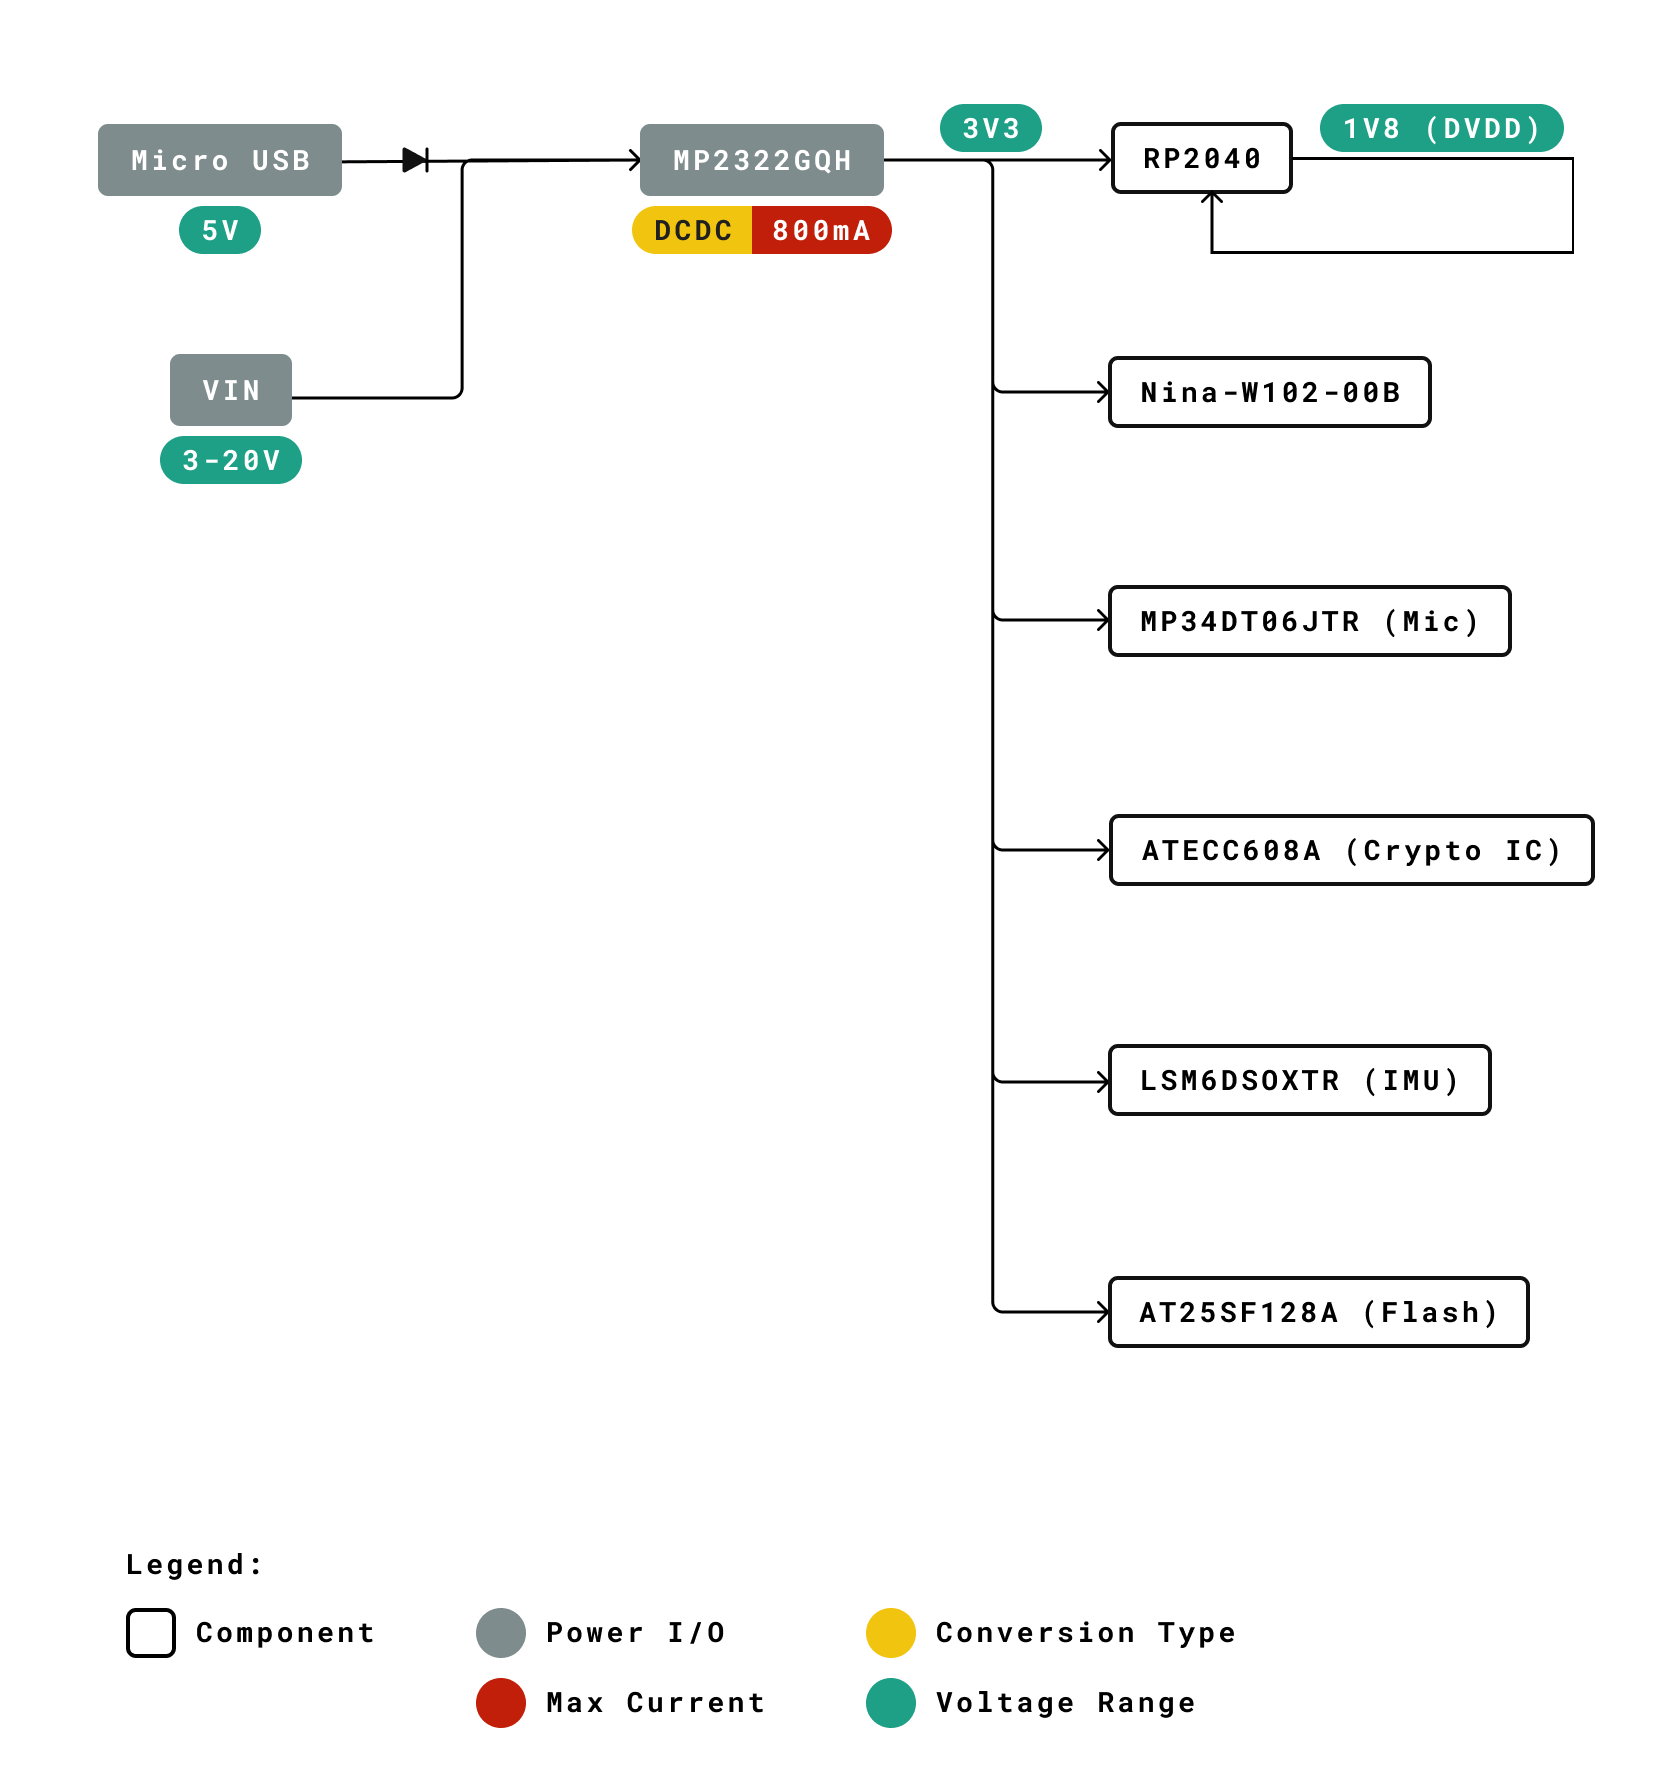 Micro USB
5V
VIN
3-20V
MP2322GQH
DCDC 800mA
3V3
RP2040
1V8 (DVDD)
Nina-W102-00B
MP34DT06JTR (Mic)
ATECC608A (Crypto IC)
LSM6DSOXTR (IMU)
AT25SF128A (Flash)
Legend:
Component
Power I/O
Conversion Type
Max Current
Voltage Range